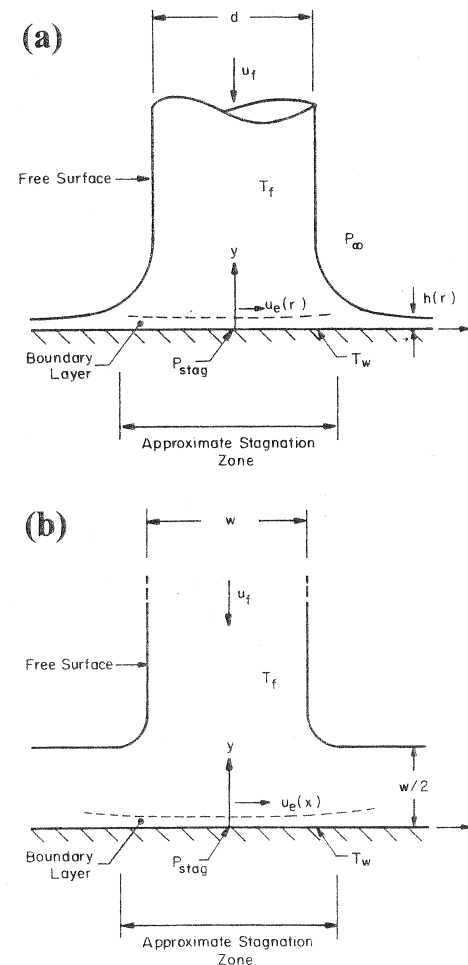 (a)
d
u_f
Free Surface
T_f
y
P_∞
u_e(r)
h(r)
Boundary
Layer
P_stag
T_w
Approximate Stagnation
Zone
(b)
w
u_f
Free Surface
T_f
y
w/2
u_e(x)
Boundary
Layer
P_stag
T_w
Approximate Stagnation
Zone